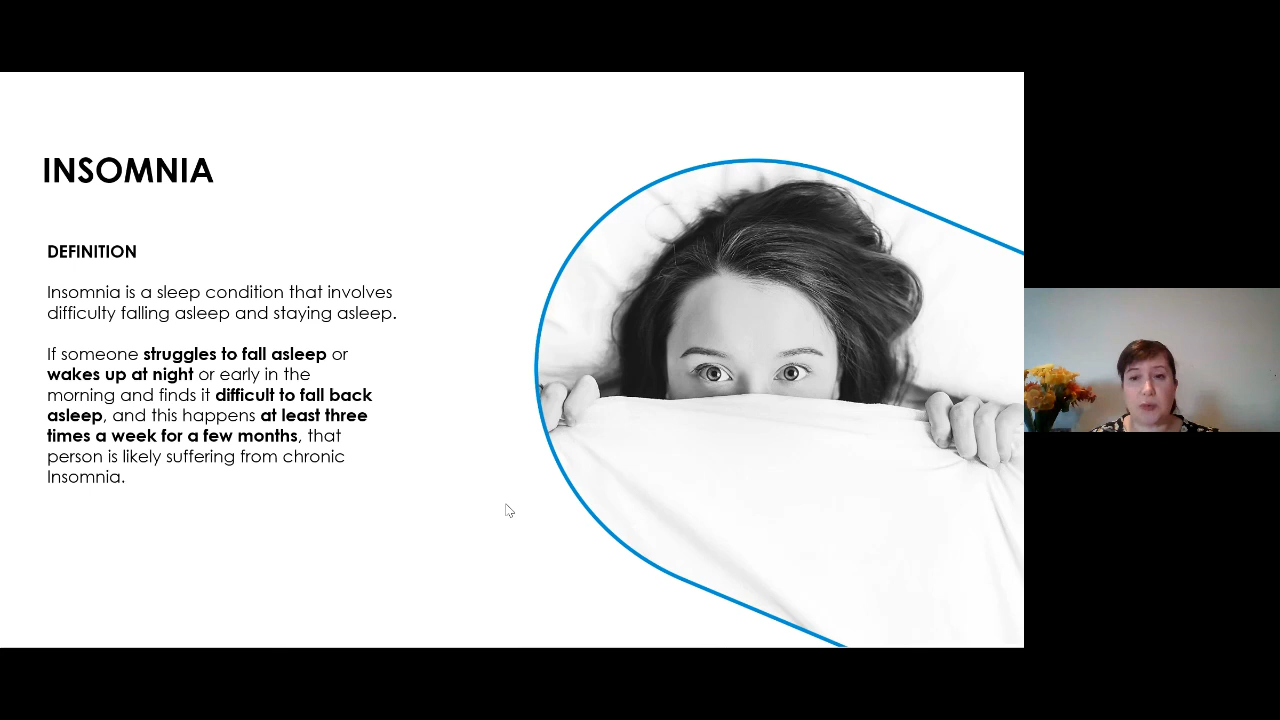 INSOMNIA
DEFINITION
Insomnia is a sleep condition that involves
difficulty falling asleep and staying asleep.
If someone struggles to fall asleep or
wakes up at night or early in the
morning and finds it difficult to fall back
asleep, and this happens at least three
times a week for a few months, that
person is likely suffering from chronic
Insomnia.